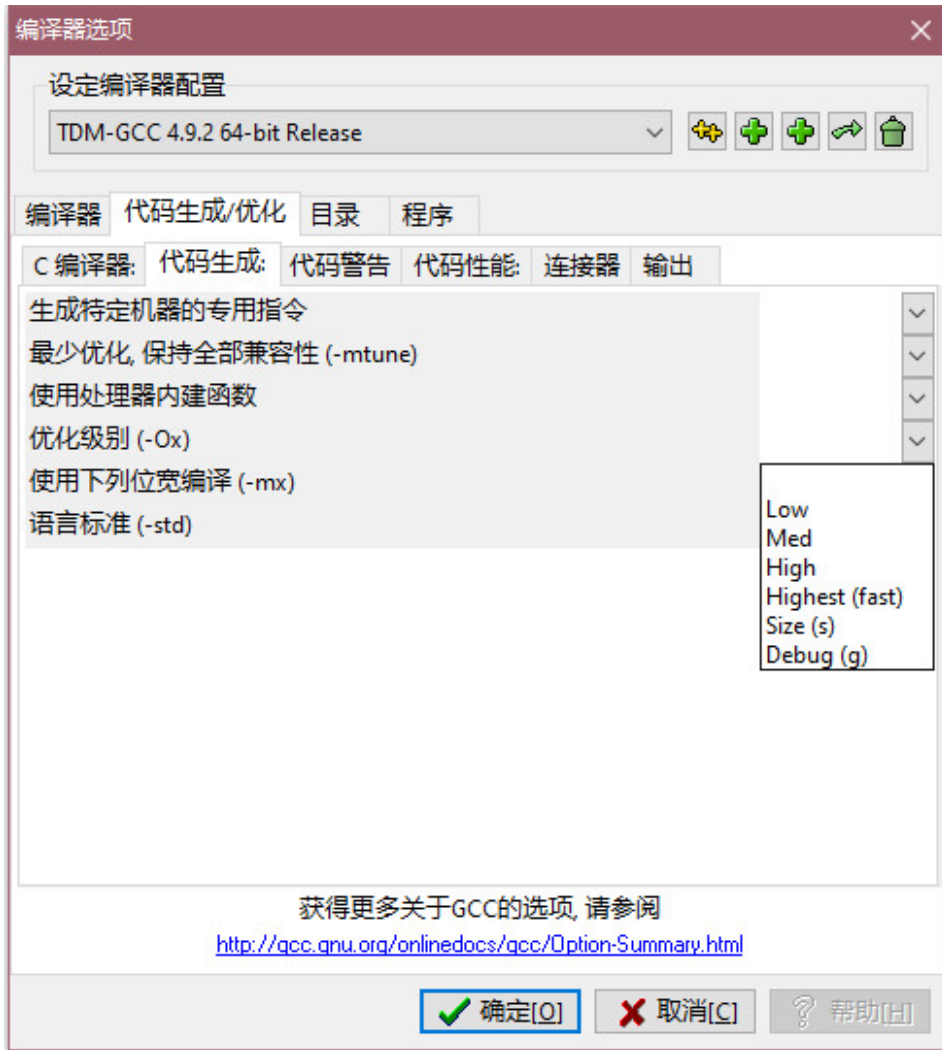 编译器选项
设定编译器配置
TDM-GCC 4.9.2 64-bit Release
编译器 代码生成/优化 目录 程序
C 编译器: 代码生成: 代码警告 代码性能: 连接器 输出
生成特定机器的专用指令
最少优化, 保持全部兼容性 (-mtune)
使用处理器内建函数
优化级别 (-Ox)
使用下列位宽编译 (-mx)
语言标准 (-std)
Low
Med
High
Highest (fast)
Size (s)
Debug (g)
获得更多关于GCC的选项, 请参阅
http://gcc.gnu.org/onlinedocs/gcc/Option-Summary.html
确定[O] 取消[C] 帮助[H]